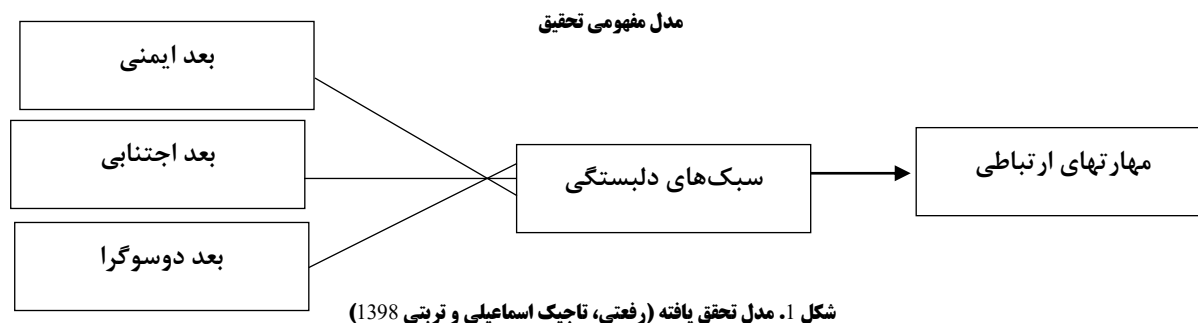 مدل مفهومی تحقیق
بعد ایمنی
بعد اجتنابی
بعد دوسوگرا
سبک‌های دلبستگی
مهارتهای ارتباطی
شکل 1. مدل تحقق یافته (رفعتی، تاجیک اسماعیلی و تربتی 1398)